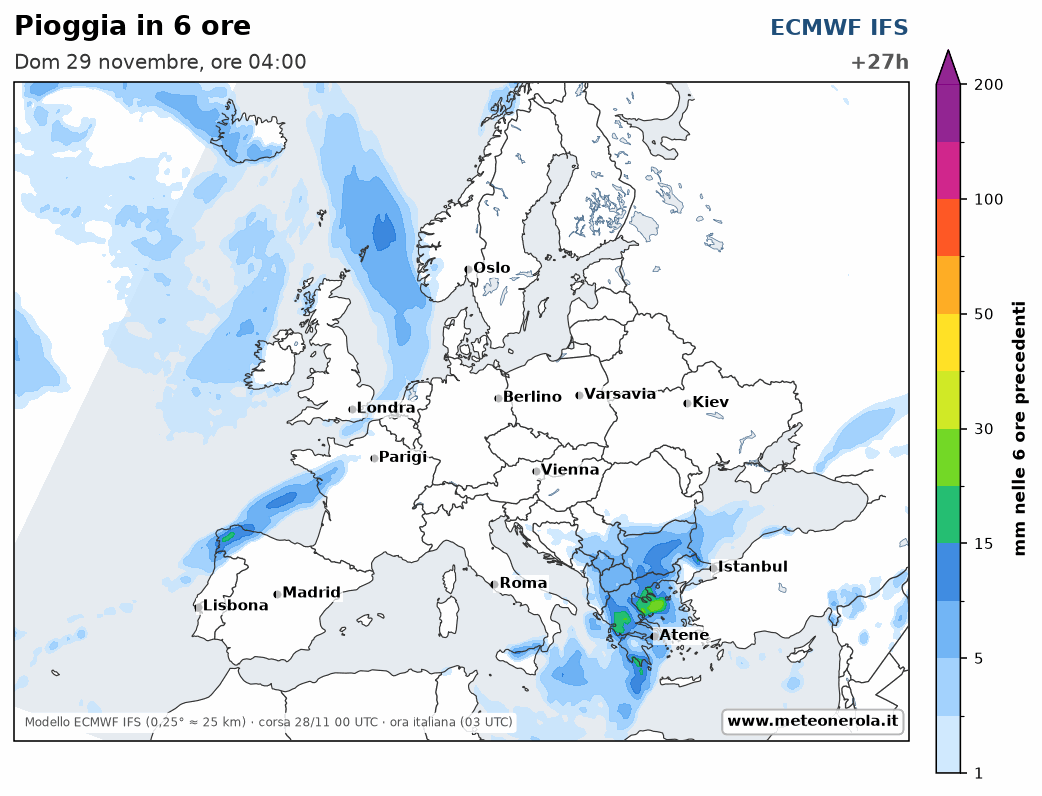 Pioggia in 6 ore
ECMWF IFS
Dom 29 novembre, ore 04:00
+27h
200
100
50
30
15
5
1
mm nelle 6 ore precedenti
Oslo
Londra
Berlino
Varsavia
Kiev
Parigi
Vienna
Istanbul
Roma
Madrid
Lisbona
Atene
Modello ECMWF IFS (0,25° ≈ 25 km) · corsa 28/11 00 UTC · ora italiana (03 UTC)
www.meteonerola.it